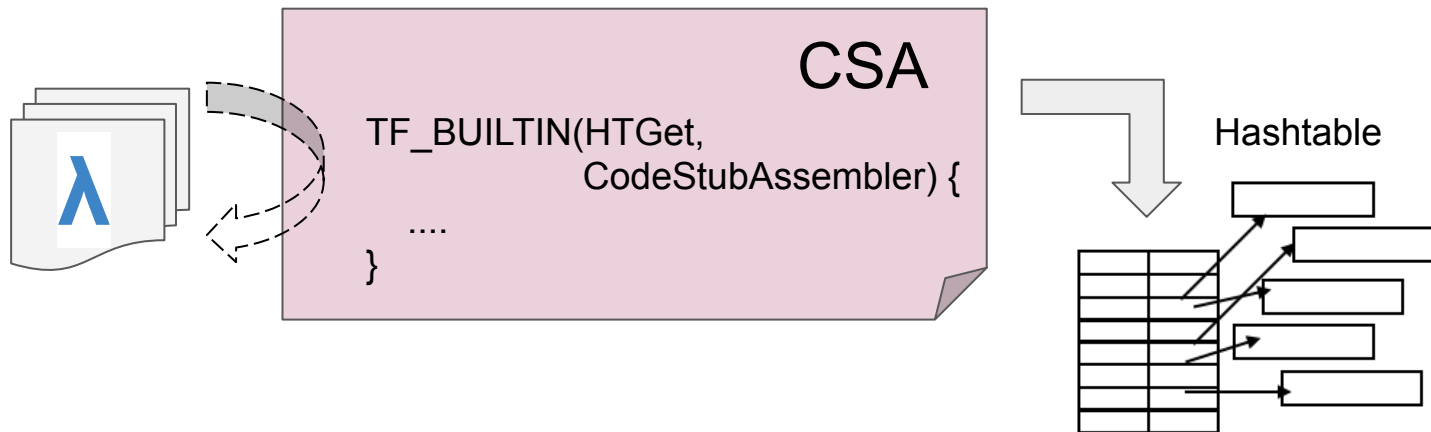 CSA
λ
TF_BUILTIN(HTGet,
CodeStubAssembler) {
....
}
Hashtable